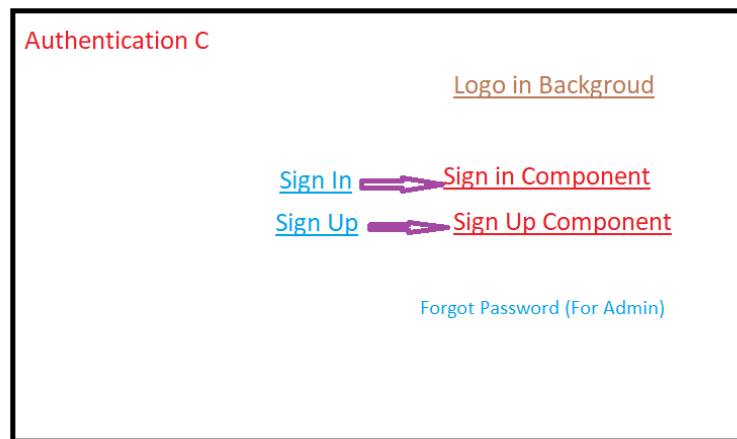 Authentication C
Logo in Backgroud
Sign In Sign in Component
Sign Up Sign Up Component
Forgot Password (For Admin)